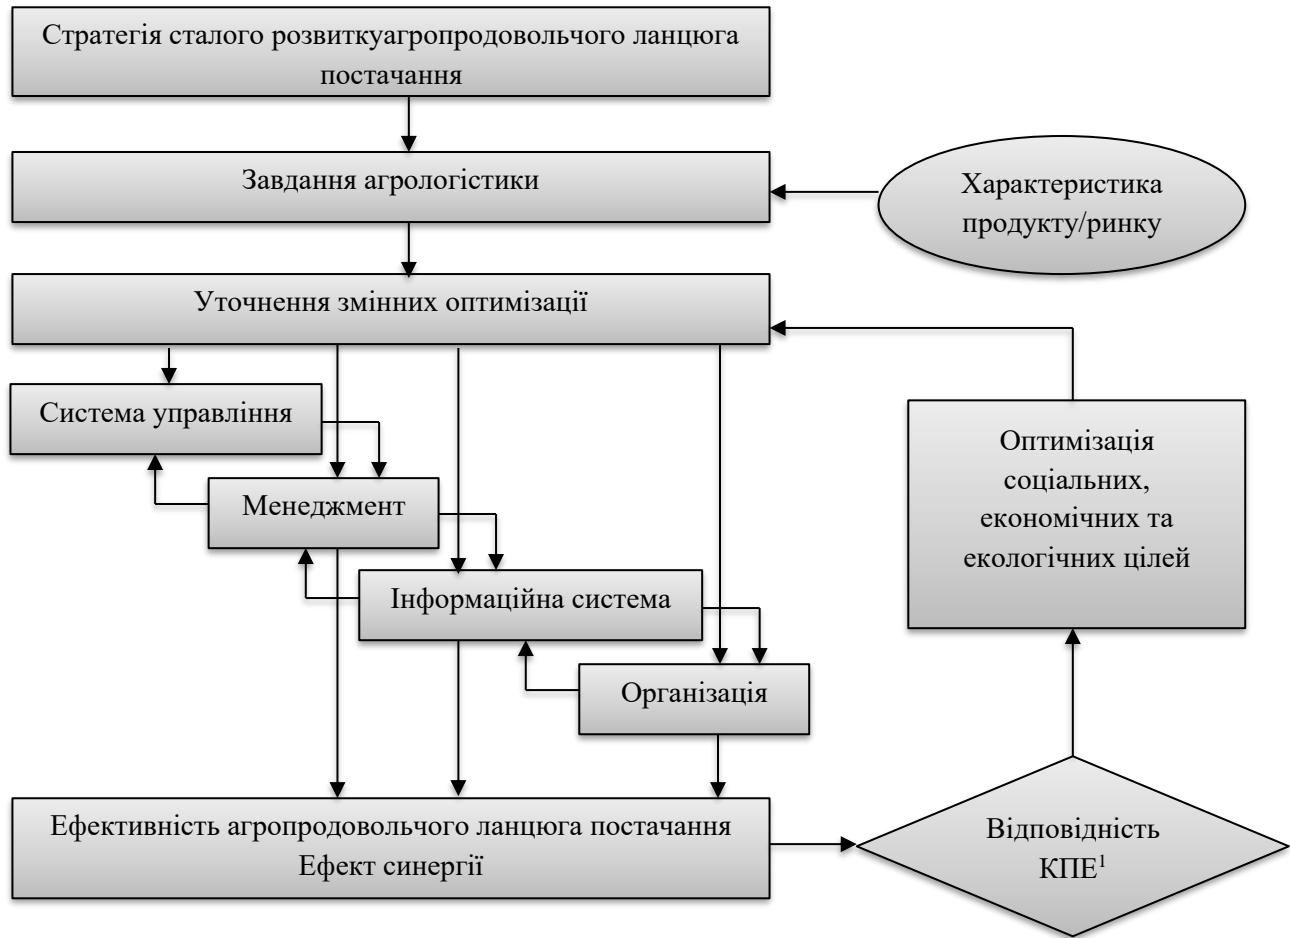 Стратегія сталого розвиткуагропродовольчого ланцюга
постачання
Завдання агрологістики
Характеристика
продукту/ринку
Уточнення змінних оптимізації
Система управління
Менеджмент
Інформаційна система
Організація
Оптимізація
соціальних,
економічних та
екологічних цілей
Ефективність агропродовольчого ланцюга постачання
Ефект синергії
Відповідність
КПЕ¹